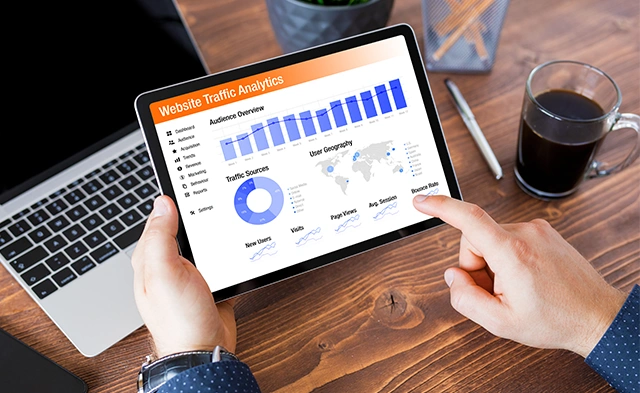 Website Traffic Analytics
Dashboard
Audience
Acquisition
Trends
Revenue
Marketing
Behaviour
Reports
Settings
Audience Overview
Traffic Sources
User Geography
New Users
Visits
Page Views
Avg. Session
Bounce Rate